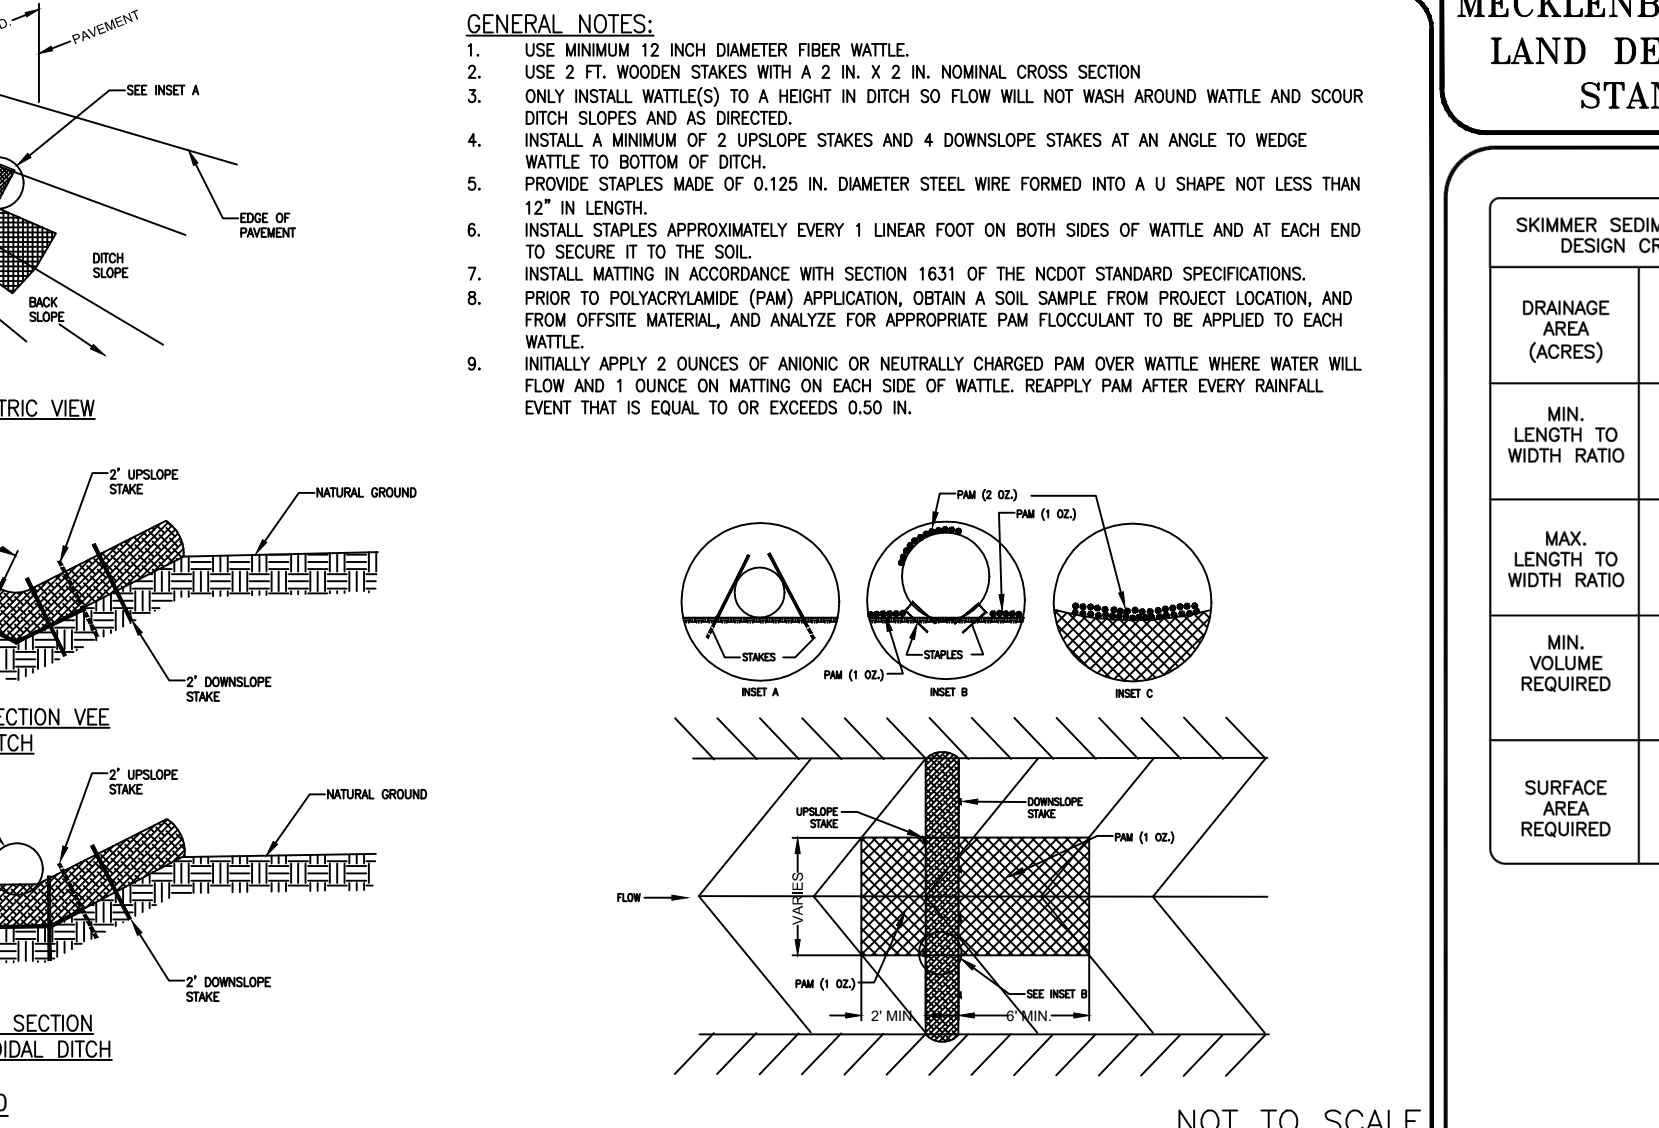 D.
PAVEMENT
SEE INSET A
EDGE OF
PAVEMENT
DITCH
SLOPE
BACK
SLOPE
TRIC VIEW
2' UPSLOPE
STAKE
NATURAL GROUND
2' DOWNSLOPE
STAKE
ECTION VEE
TCH
2' UPSLOPE
STAKE
NATURAL GROUND
2' DOWNSLOPE
STAKE
SECTION
OIDAL DITCH
GENERAL NOTES:
1. USE MINIMUM 12 INCH DIAMETER FIBER WATTLE.
2. USE 2 FT. WOODEN STAKES WITH A 2 IN. X 2 IN. NOMINAL CROSS SECTION
3. ONLY INSTALL WATTLE(S) TO A HEIGHT IN DITCH SO FLOW WILL NOT WASH AROUND WATTLE AND SCOUR
DITCH SLOPES AND AS DIRECTED.
4. INSTALL A MINIMUM OF 2 UPSLOPE STAKES AND 4 DOWNSLOPE STAKES AT AN ANGLE TO WEDGE
WATTLE TO BOTTOM OF DITCH.
5. PROVIDE STAPLES MADE OF 0.125 IN. DIAMETER STEEL WIRE FORMED INTO A U SHAPE NOT LESS THAN
12" IN LENGTH.
6. INSTALL STAPLES APPROXIMATELY EVERY 1 LINEAR FOOT ON BOTH SIDES OF WATTLE AND AT EACH END
TO SECURE IT TO THE SOIL.
7. INSTALL MATTING IN ACCORDANCE WITH SECTION 1631 OF THE NCDOT STANDARD SPECIFICATIONS.
8. PRIOR TO POLYACRYLAMIDE (PAM) APPLICATION, OBTAIN A SOIL SAMPLE FROM PROJECT LOCATION, AND
FROM OFFSITE MATERIAL, AND ANALYZE FOR APPROPRIATE PAM FLOCCULANT TO BE APPLIED TO EACH
WATTLE.
9. INITIALLY APPLY 2 OUNCES OF ANIONIC OR NEUTRALLY CHARGED PAM OVER WATTLE WHERE WATER WILL
FLOW AND 1 OUNCE ON MATTING ON EACH SIDE OF WATTLE. REAPPLY PAM AFTER EVERY RAINFALL
EVENT THAT IS EQUAL TO OR EXCEEDS 0.50 IN.
PAM (2 OZ.)
PAM (1 OZ.)
STAKES
STAPLES
PAM (1 OZ.)
INSET A
INSET B
INSET C
UPSLOPE
STAKE
DOWNSLOPE
STAKE
PAM (1 OZ.)
VARIES
FLOW
PAM (1 OZ.)
SEE INSET B
2' MIN.
6' MIN.
NOT TO SCALE
MECKLENB
LAND DE
STAN
SKIMMER SEDIM
DESIGN CR
DRAINAGE
AREA
(ACRES)
MIN.
LENGTH TO
WIDTH RATIO
MAX.
LENGTH TO
WIDTH RATIO
MIN.
VOLUME
REQUIRED
SURFACE
AREA
REQUIRED